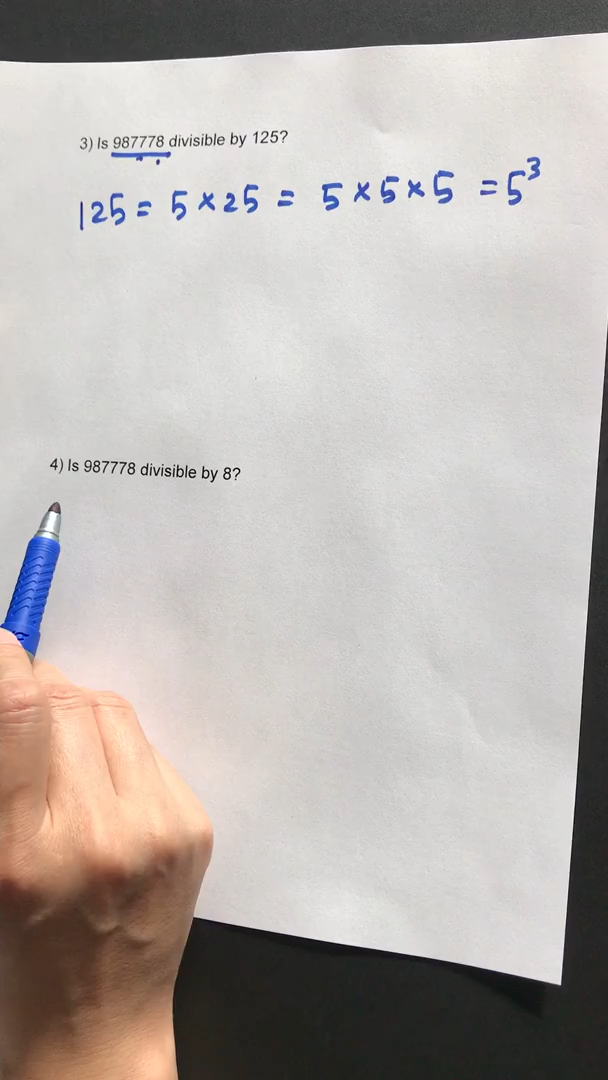 3) Is 987778 divisible by 125?
125 = 5 × 25 = 5 × 5 × 5 = 5³
4) Is 987778 divisible by 8?